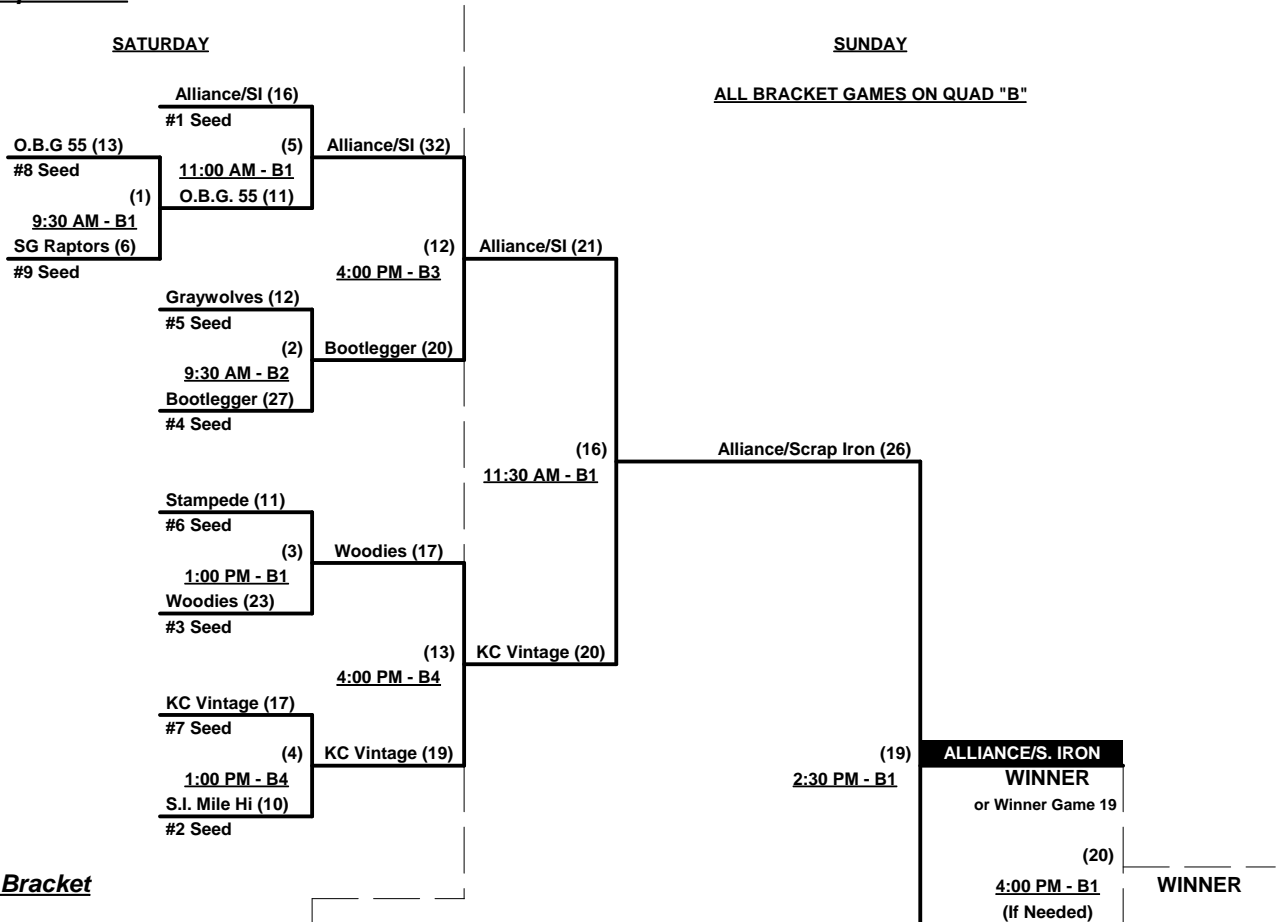 SATURDAY
SUNDAY
ALL BRACKET GAMES ON QUAD "B"
Alliance/SI (16)
#1 Seed
O.B.G 55 (13)
#8 Seed
(5)
11:00 AM - B1
Alliance/SI (32)
(1)
9:30 AM - B1
O.B.G. 55 (11)
SG Raptors (6)
#9 Seed
(12)
4:00 PM - B3
Alliance/SI (21)
Graywolves (12)
#5 Seed
(2)
9:30 AM - B2
Bootlegger (20)
Bootlegger (27)
#4 Seed
(16)
11:30 AM - B1
Alliance/Scrap Iron (26)
Stampede (11)
#6 Seed
(3)
1:00 PM - B1
Woodies (17)
Woodies (23)
#3 Seed
(13)
4:00 PM - B4
KC Vintage (20)
KC Vintage (17)
#7 Seed
(4)
1:00 PM - B4
KC Vintage (19)
S.I. Mile Hi (10)
#2 Seed
(19)
2:30 PM - B1
ALLIANCE/S. IRON
WINNER
or Winner Game 19
(20)
4:00 PM - B1
(If Needed)
WINNER
Bracket